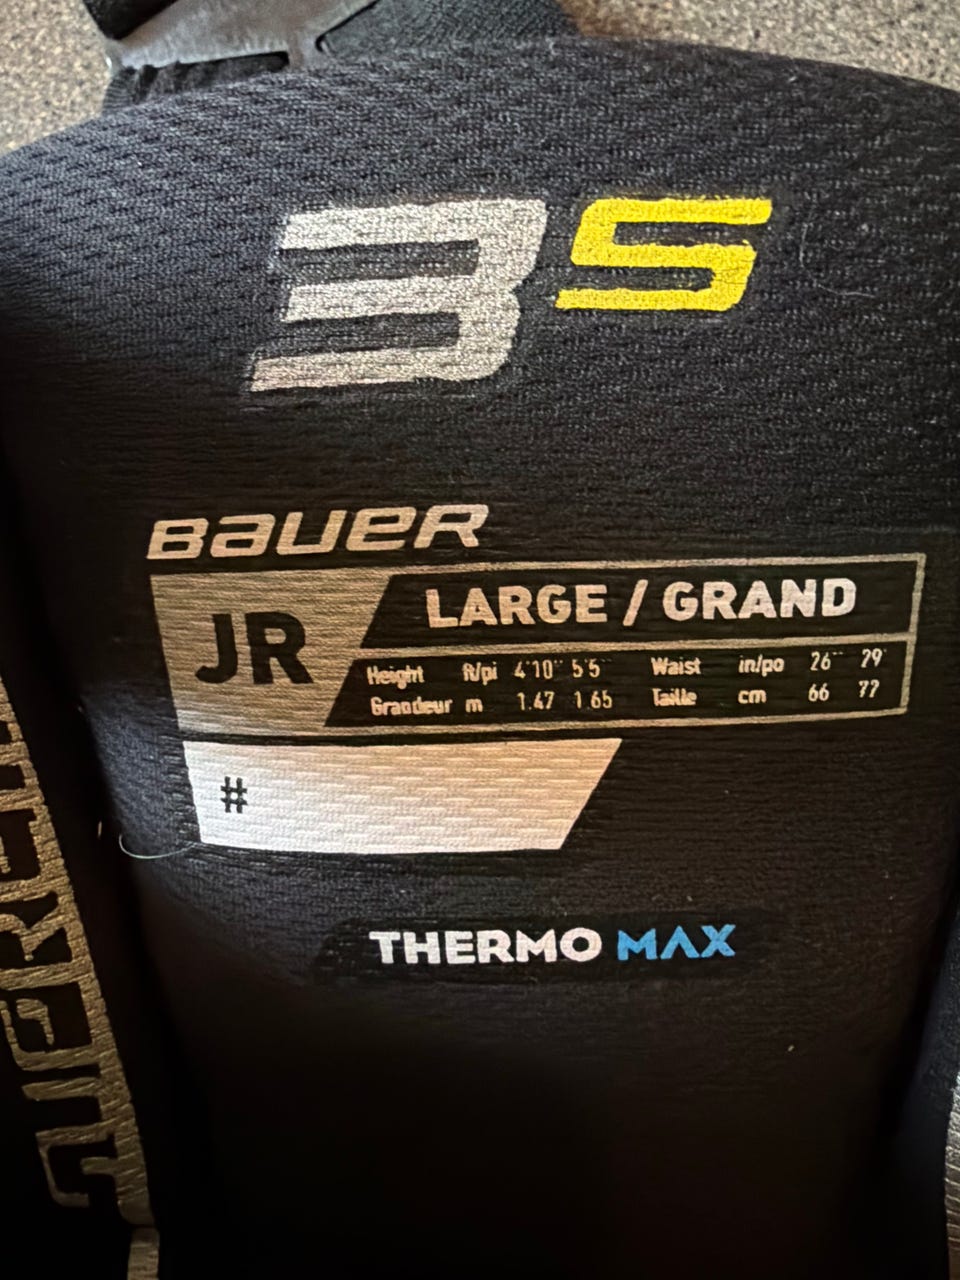 3S
BAUER
JR
LARGE / GRAND
Height ft/pi 4'10" 5'5" Waist in/po 26" 29"
Grandeur m 1.47 1.65 Taille cm 66 77
#
THERMO MAX